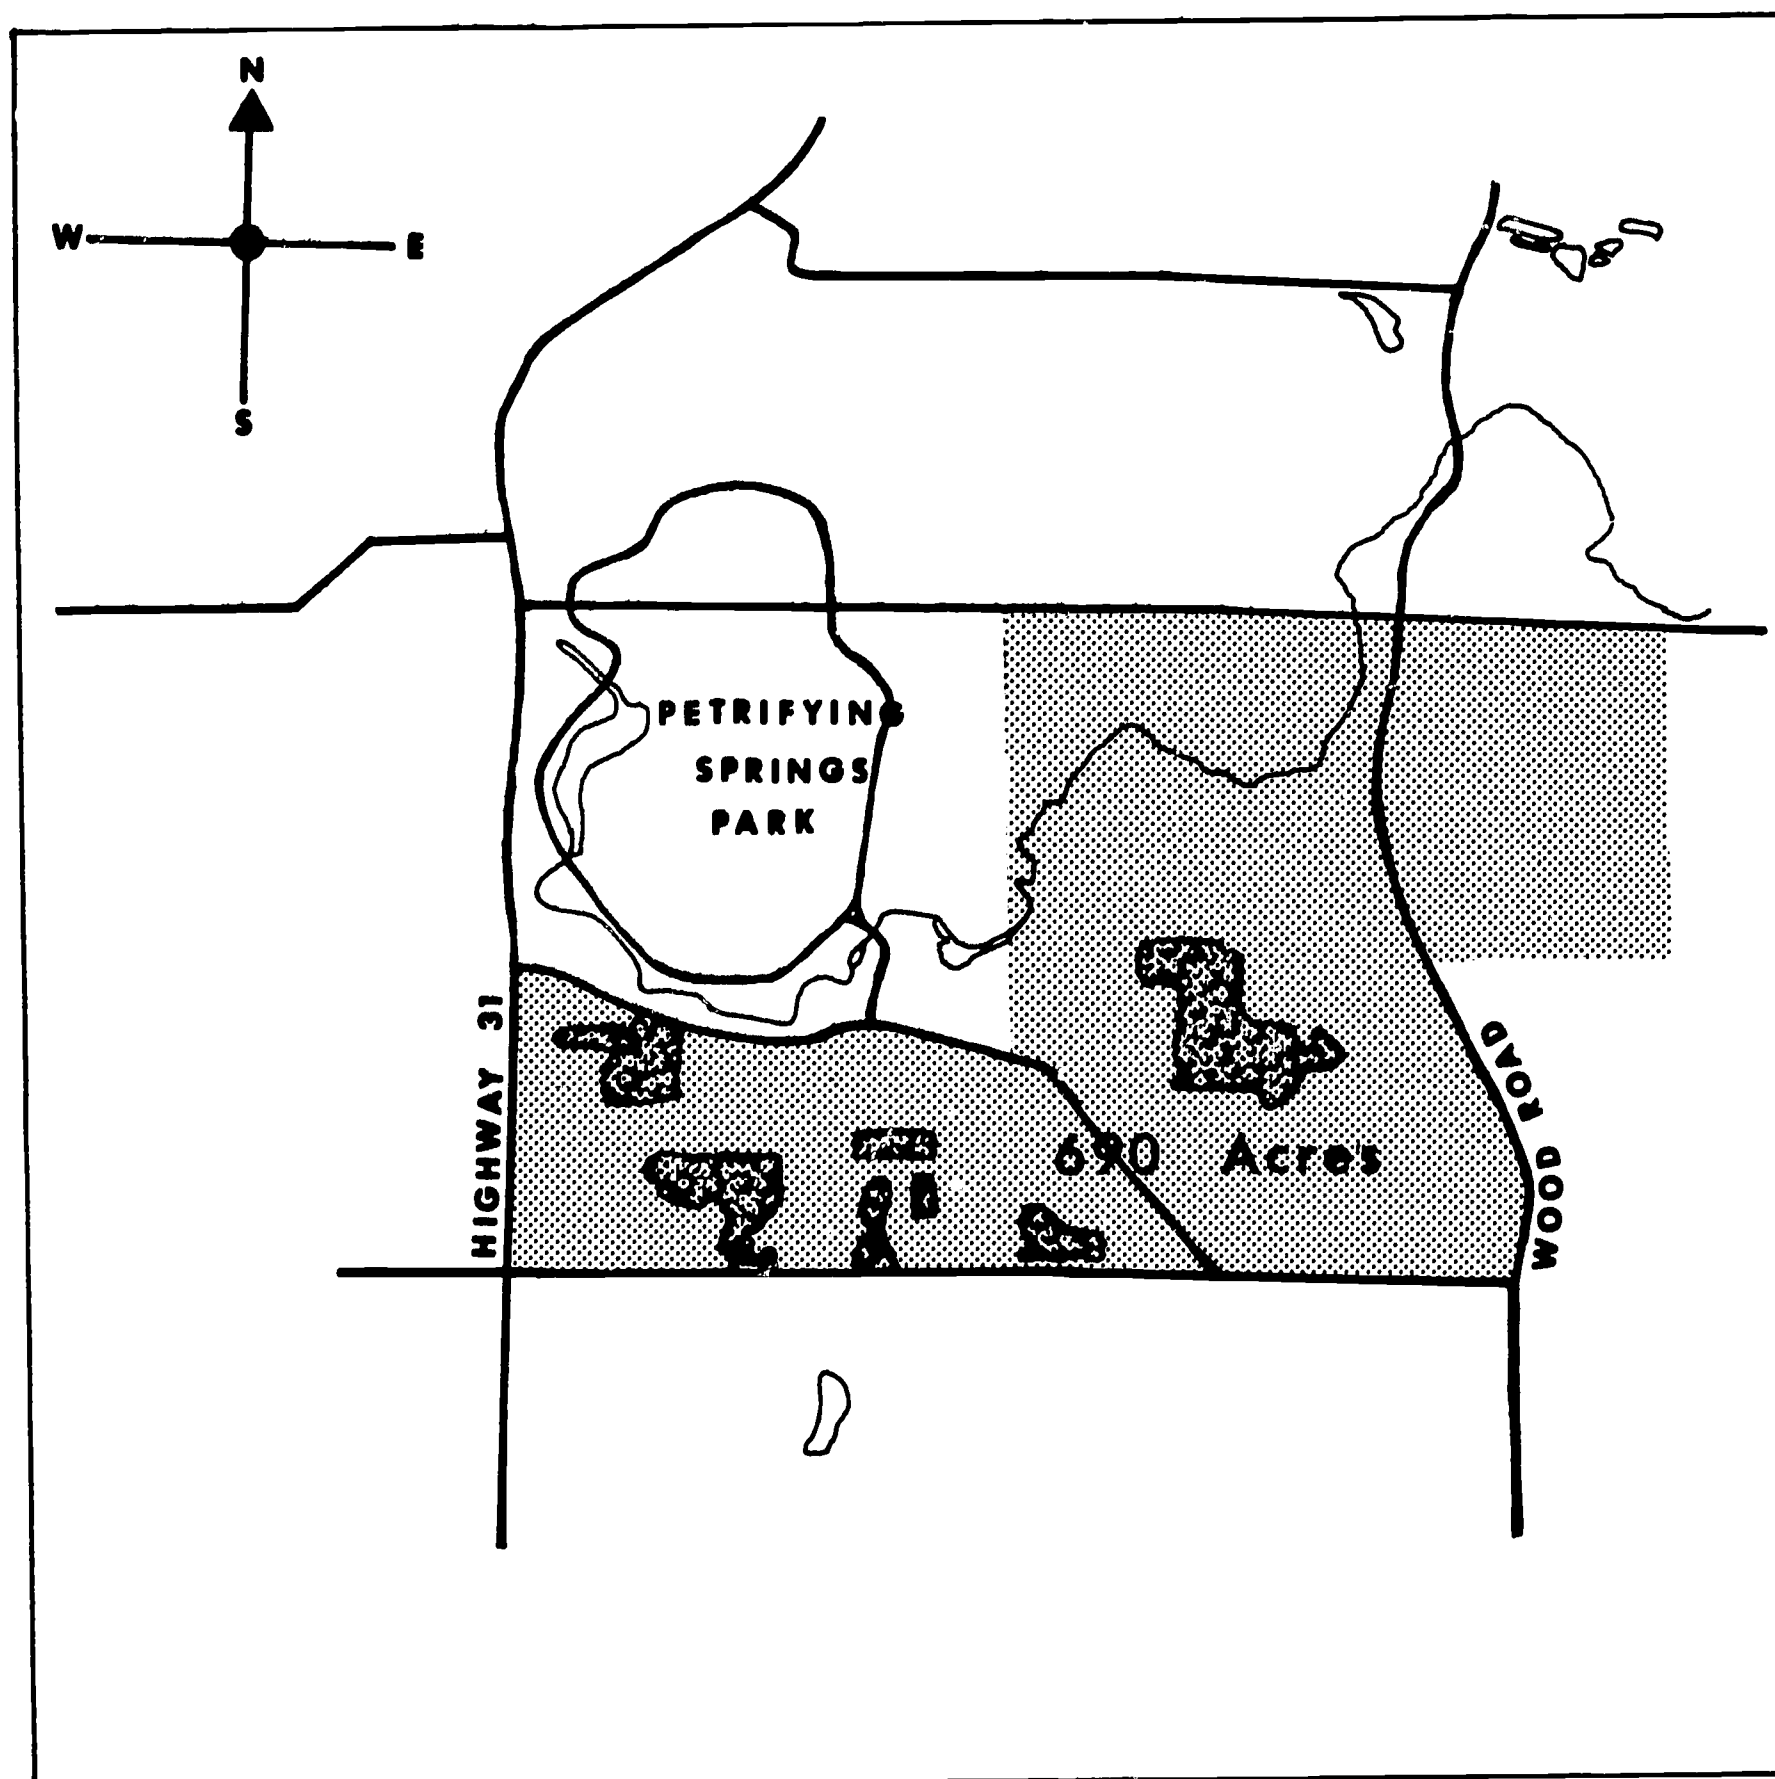 N
W E
S
PETRIFYING
SPRINGS
PARK
HIGHWAY 31
WOOD ROAD
690 Acres